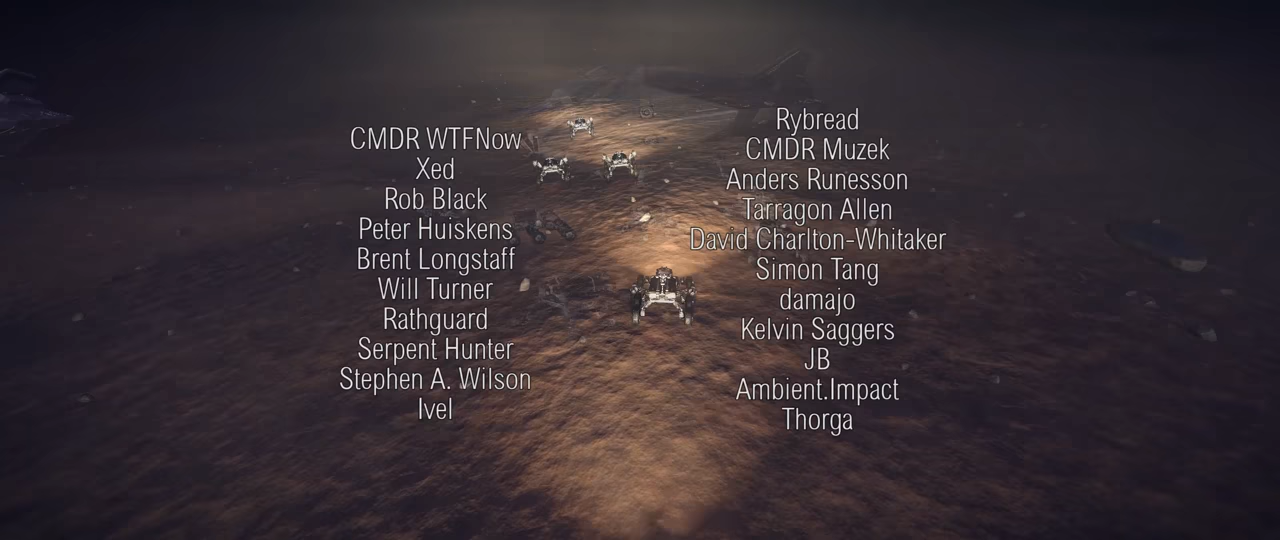 CMDR WTFNow
Xed
Rob Black
Peter Huiskens
Brent Longstaff
Will Turner
Rathguard
Serpent Hunter
Stephen A. Wilson
Ivel
Rybread
CMDR Muzek
Anders Runesson
Tarragon Allen
David Charlton-Whitaker
Simon Tang
damajo
Kelvin Saggers
JB
Ambient.Impact
Thorga